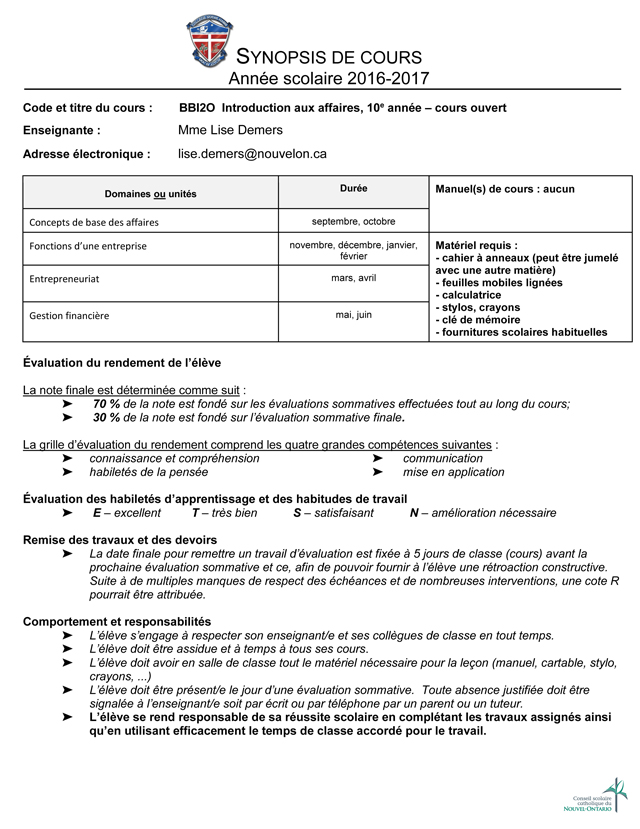 SYNOPSIS DE COURS
Année scolaire 2016-2017
Code et titre du cours : BBI2O Introduction aux affaires, 10e année – cours ouvert
Enseignante : Mme Lise Demers
Adresse électronique : lise.demers@nouvelon.ca
Domaines ou unités
Durée
Manuel(s) de cours : aucun
Concepts de base des affaires
septembre, octobre
Fonctions d'une entreprise
novembre, décembre, janvier,
février
Entrepreneuriat
mars, avril
Gestion financière
mai, juin
Matériel requis :
- cahier à anneaux (peut être jumelé
avec une autre matière)
- feuilles mobiles lignées
- calculatrice
- stylos, crayons
- clé de mémoire
- fournitures scolaires habituelles
Évaluation du rendement de l'élève
La note finale est déterminée comme suit :
➤ 70 % de la note est fondé sur les évaluations sommatives effectuées tout au long du cours;
➤ 30 % de la note est fondé sur l'évaluation sommative finale.
La grille d'évaluation du rendement comprend les quatre grandes compétences suivantes :
➤ connaissance et compréhension ➤ communication
➤ habiletés de la pensée ➤ mise en application
Évaluation des habiletés d'apprentissage et des habitudes de travail
➤ E – excellent T – très bien S – satisfaisant N – amélioration nécessaire
Remise des travaux et des devoirs
➤ La date finale pour remettre un travail d'évaluation est fixée à 5 jours de classe (cours) avant la
prochaine évaluation sommative et ce, afin de pouvoir fournir à l'élève une rétroaction constructive.
Suite à de multiples manques de respect des échéances et de nombreuses interventions, une cote R
pourrait être attribuée.
Comportement et responsabilités
➤ L'élève s'engage à respecter son enseignant/e et ses collègues de classe en tout temps.
➤ L'élève doit être assidue et à temps à tous ses cours.
➤ L'élève doit avoir en salle de classe tout le matériel nécessaire pour la leçon (manuel, cartable, stylo,
crayons, ...)
➤ L'élève doit être présent/e le jour d'une évaluation sommative. Toute absence justifiée doit être
signalée à l'enseignant/e soit par écrit ou par téléphone par un parent ou un tuteur.
➤ L'élève se rend responsable de sa réussite scolaire en complétant les travaux assignés ainsi
qu'en utilisant efficacement le temps de classe accordé pour le travail.
Conseil scolaire
catholique du
NOUVEL-ONTARIO